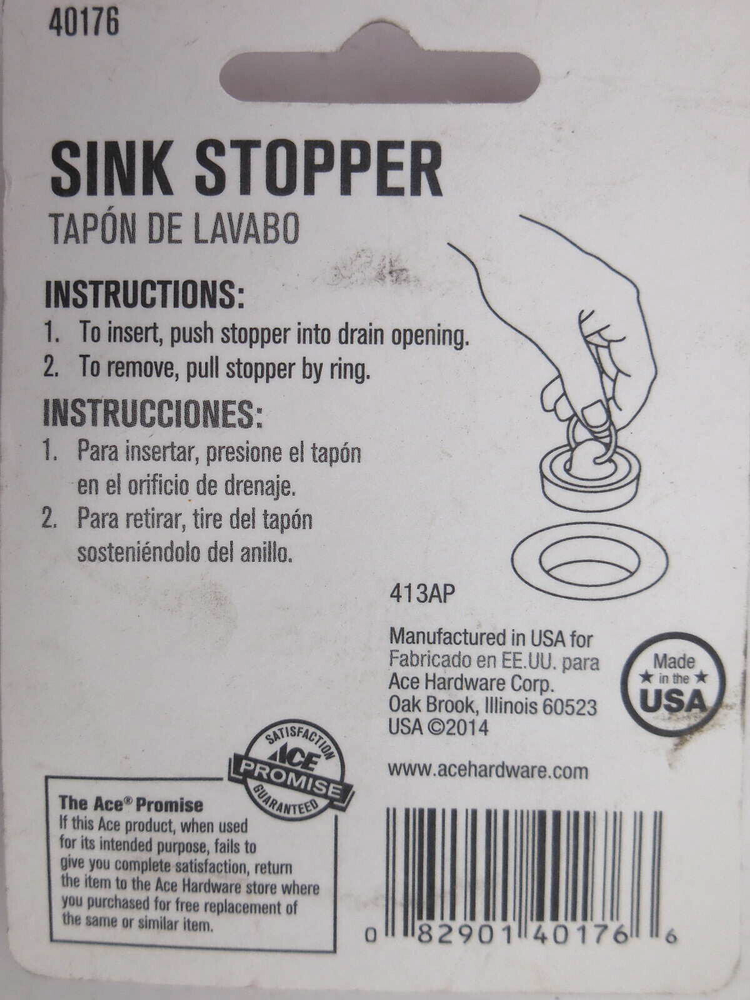 40176
SINK STOPPER
TAPÓN DE LAVABO
INSTRUCTIONS:
1. To insert, push stopper into drain opening.
2. To remove, pull stopper by ring.
INSTRUCCIONES:
1. Para insertar, presione el tapón
en el orificio de drenaje.
2. Para retirar, tire del tapón
sosteniéndolo del anillo.
413AP
Manufactured in USA for
Fabricado en EE.UU. para
Ace Hardware Corp.
Oak Brook, Illinois 60523
USA ©2014
www.acehardware.com
Made
★ in the ★
USA
SATISFACTION
ACE
PROMISE
GUARANTEED
The Ace® Promise
If this Ace product, when used
for its intended purpose, fails to
give you complete satisfaction, return
the item to the Ace Hardware store where
you purchased for free replacement of
the same or similar item.
0 82901 40176 6